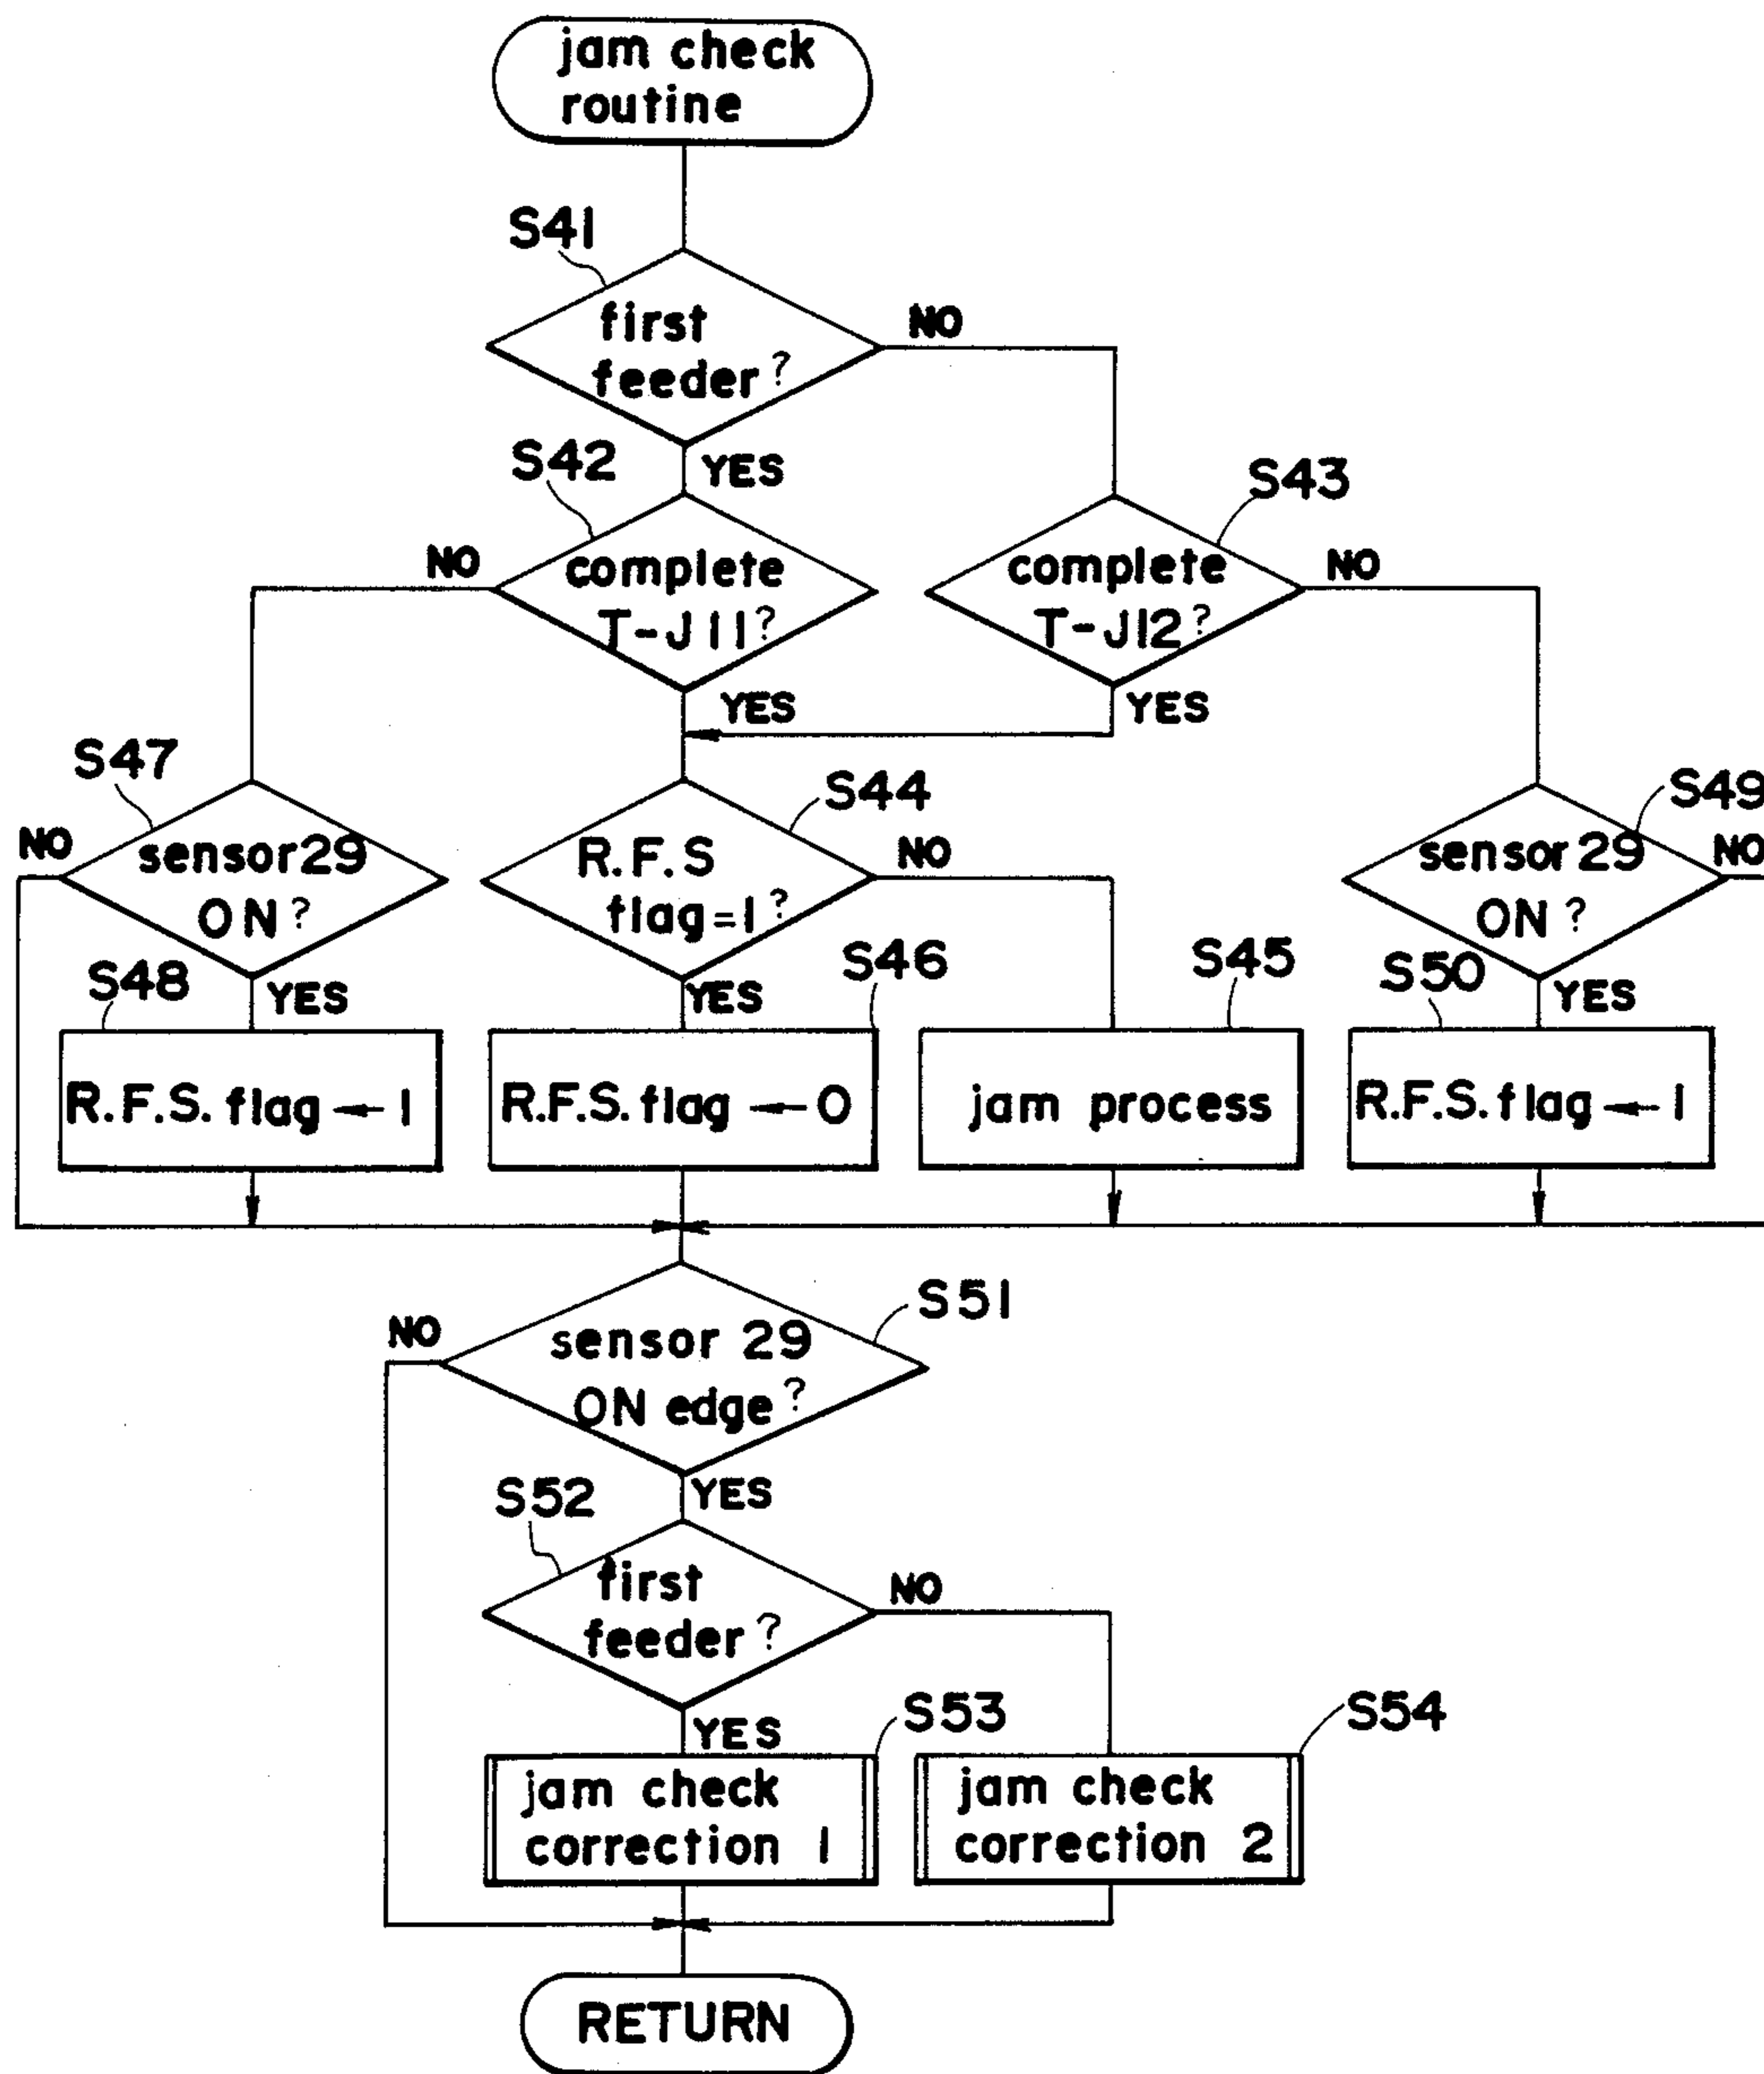 jam check
routine
S41
first
feeder?
NO
YES
S42
complete
T-J11?
NO
YES
S43
complete
T-J12?
NO
YES
S47
sensor29
ON?
NO
YES
S44
R.F.S
flag=1?
NO
YES
S49
sensor 29
ON?
NO
YES
S48
R.F.S. flag ← 1
S46
R.F.S. flag ← 0
S45
jam process
S50
R.F.S. flag ← 1
S51
sensor 29
ON edge?
NO
YES
S52
first
feeder?
NO
YES
S53
jam check
correction 1
S54
jam check
correction 2
RETURN